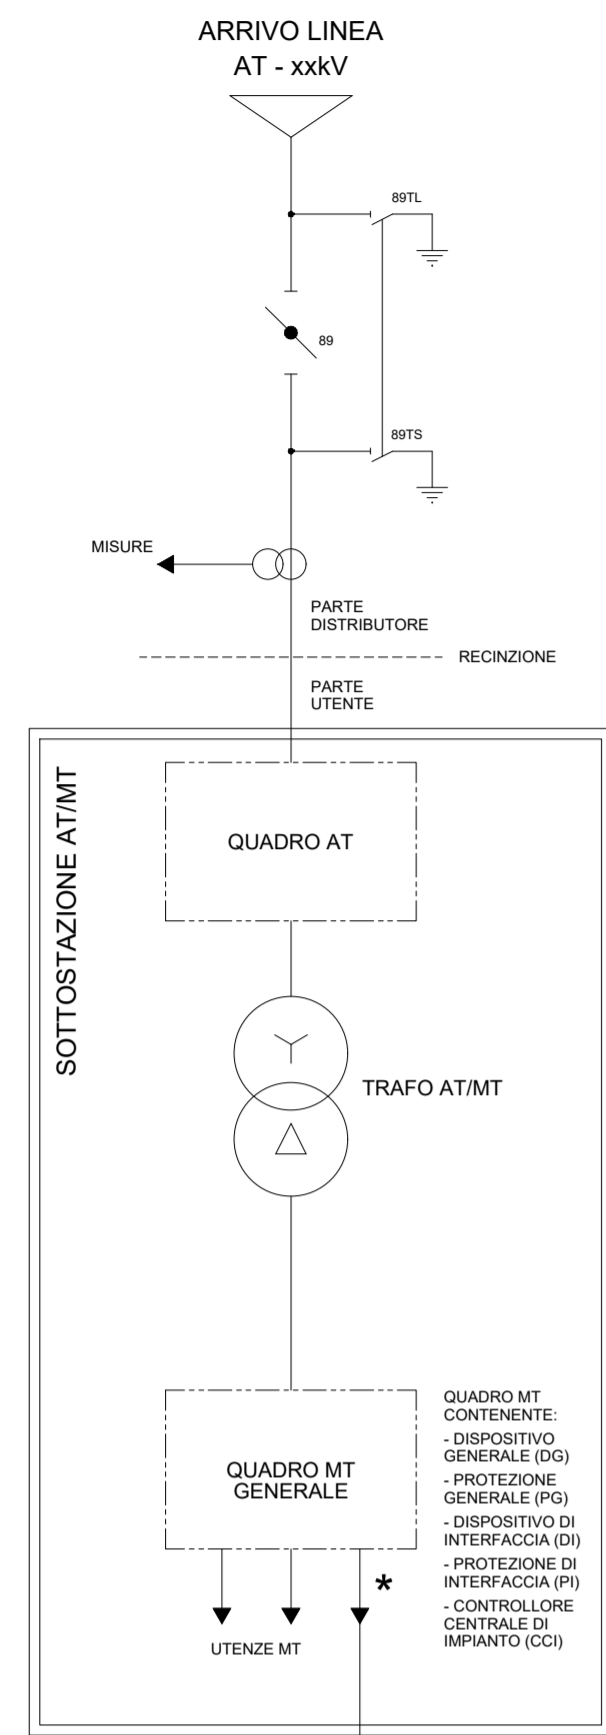 ARRIVO LINEA
AT - xxkV
89TL
89
89TS
MISURE
PARTE
DISTRIBUTORE
RECINZIONE
PARTE
UTENTE
SOTTOSTAZIONE AT/MT
QUADRO AT
TRAFO AT/MT
QUADRO MT
GENERALE
QUADRO MT
CONTENENTE:
- DISPOSITIVO
GENERALE (DG)
- PROTEZIONE
GENERALE (PG)
- DISPOSITIVO DI
INTERFACCIA (DI)
- PROTEZIONE DI
INTERFACCIA (PI)
- CONTROLLORE
CENTRALE DI
IMPIANTO (CCI)
*
UTENZE MT